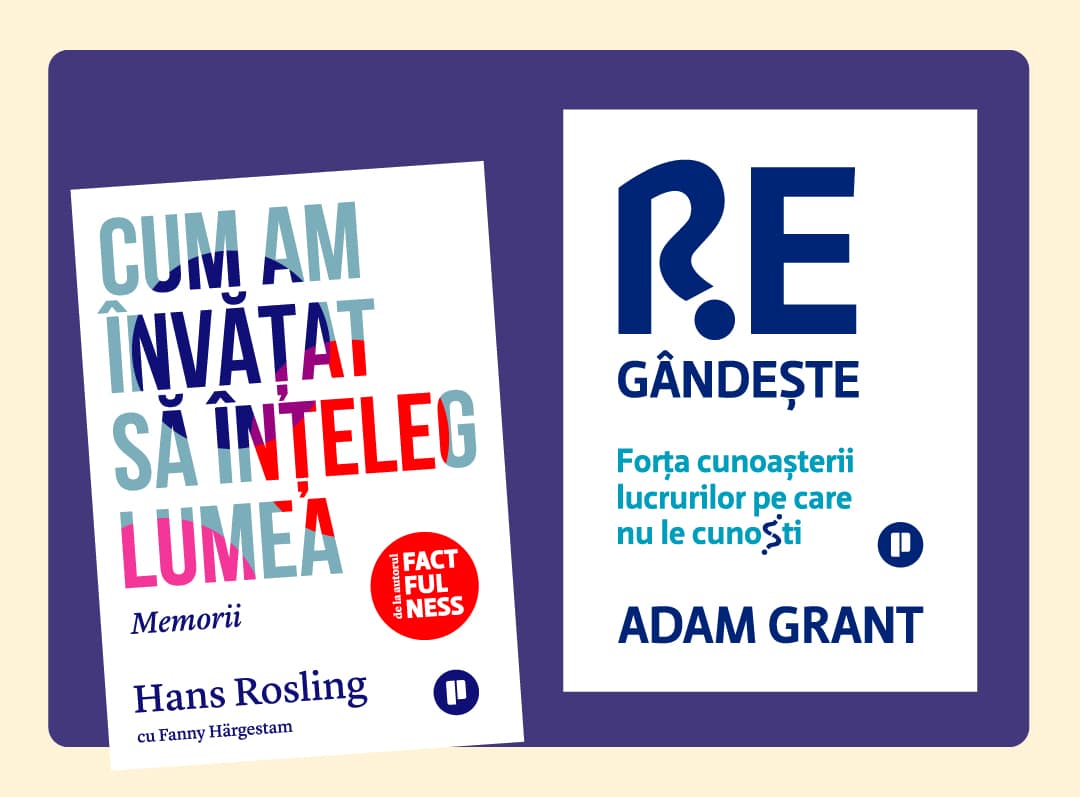 CUM AM
ÎNVĂȚAT
SĂ ÎNȚELEG
LUMEA
Memorii
de la autorul
FACT
FUL
NESS
Hans Rosling
cu Fanny Härgestam
RE
GÂNDEȘTE
Forța cunoașterii
lucrurilor pe care
nu le cunoști
ADAM GRANT